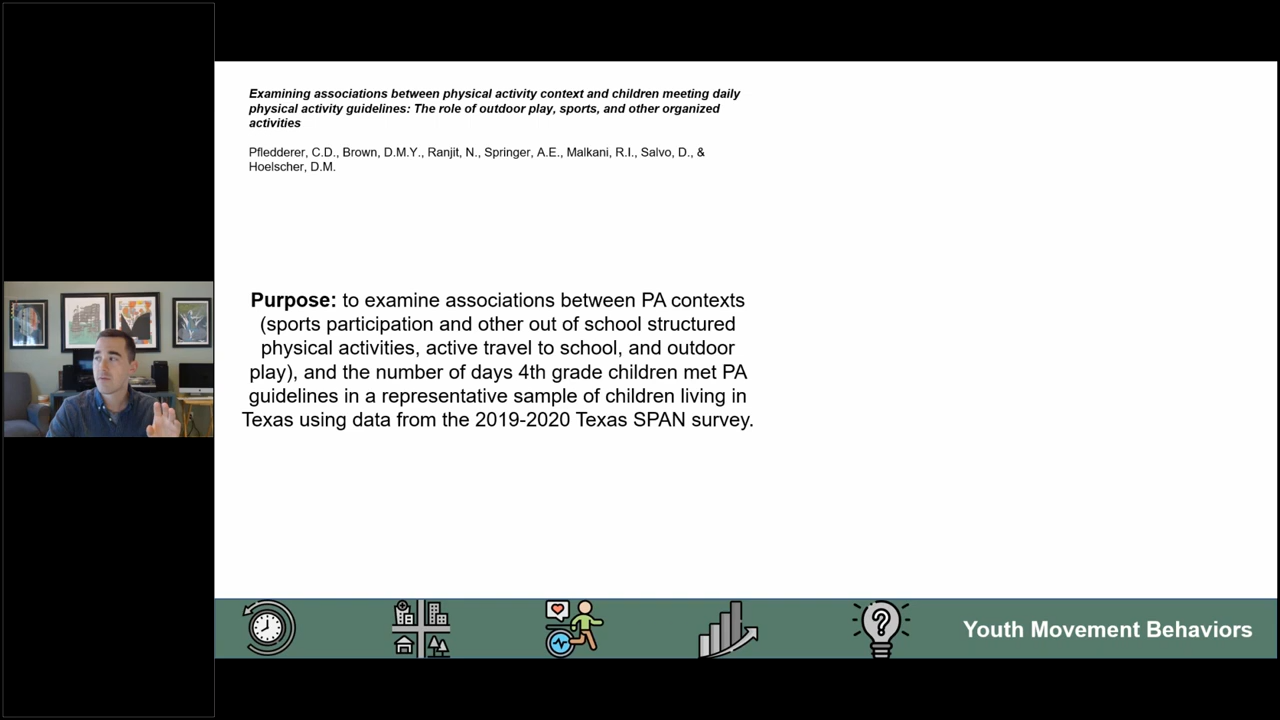 Examining associations between physical activity context and children meeting daily
physical activity guidelines: The role of outdoor play, sports, and other organized
activities
Pfledderer, C.D., Brown, D.M.Y., Ranjit, N., Springer, A.E., Malkani, R.I., Salvo, D., &
Hoelscher, D.M.
Purpose: to examine associations between PA contexts
(sports participation and other out of school structured
physical activities, active travel to school, and outdoor
play), and the number of days 4th grade children met PA
guidelines in a representative sample of children living in
Texas using data from the 2019-2020 Texas SPAN survey.
Youth Movement Behaviors